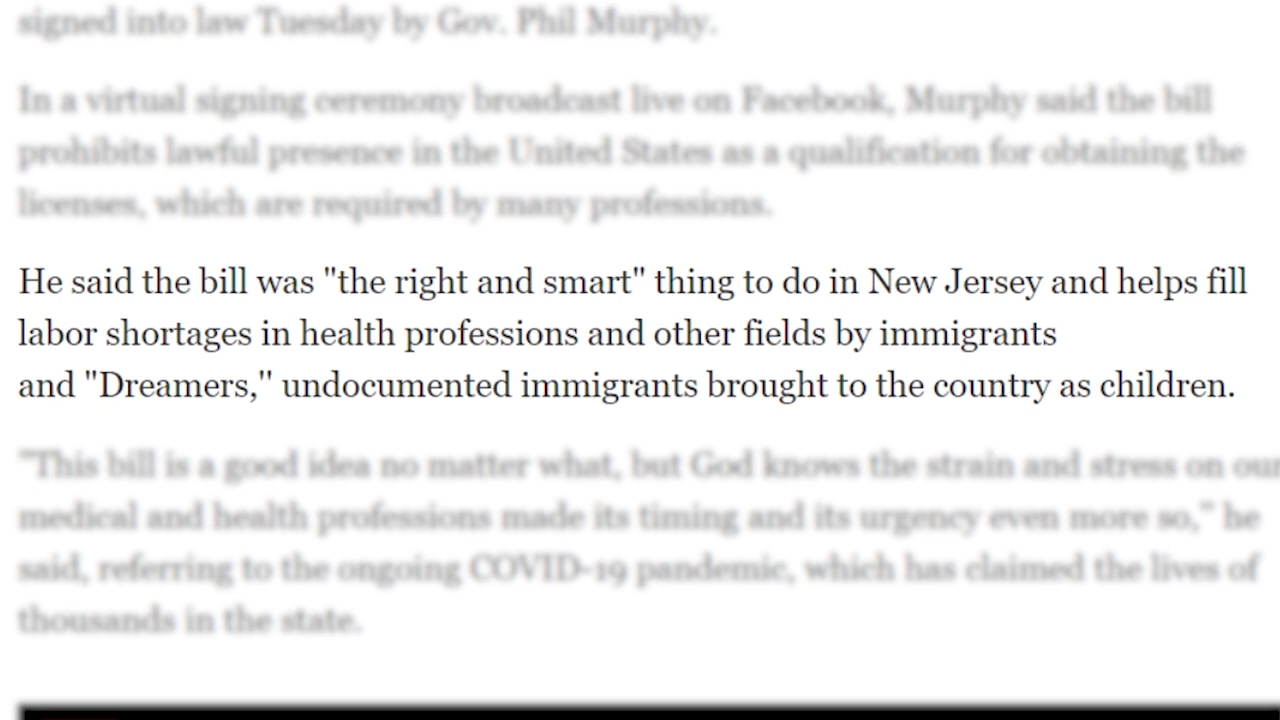 signed into law Tuesday by Gov. Phil Murphy.
In a virtual signing ceremony broadcast live on Facebook, Murphy said the bill
prohibits lawful presence in the United States as a qualification for obtaining the
licenses, which are required by many professions.
He said the bill was "the right and smart" thing to do in New Jersey and helps fill
labor shortages in health professions and other fields by immigrants
and "Dreamers," undocumented immigrants brought to the country as children.
"This bill is a good idea no matter what, but God knows the strain and stress on our
medical and health professions made its timing and its urgency even more so," he
said, referring to the ongoing COVID-19 pandemic, which has claimed the lives of
thousands in the state.